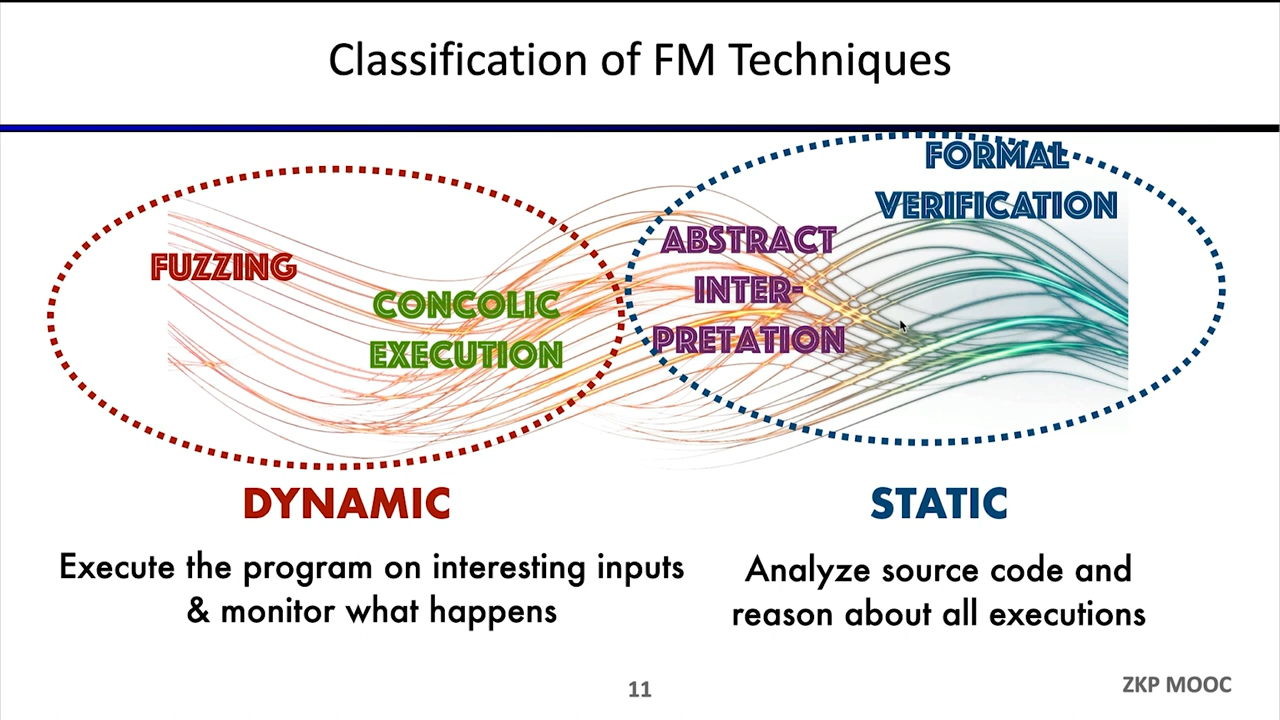 Classification of FM Techniques
FORMAL
VERIFICATION
ABSTRACT
INTER-
PRETATION
FUZZING
CONCOLIC
EXECUTION
DYNAMIC
STATIC
Execute the program on interesting inputs
& monitor what happens
Analyze source code and
reason about all executions
11
ZKP MOOC